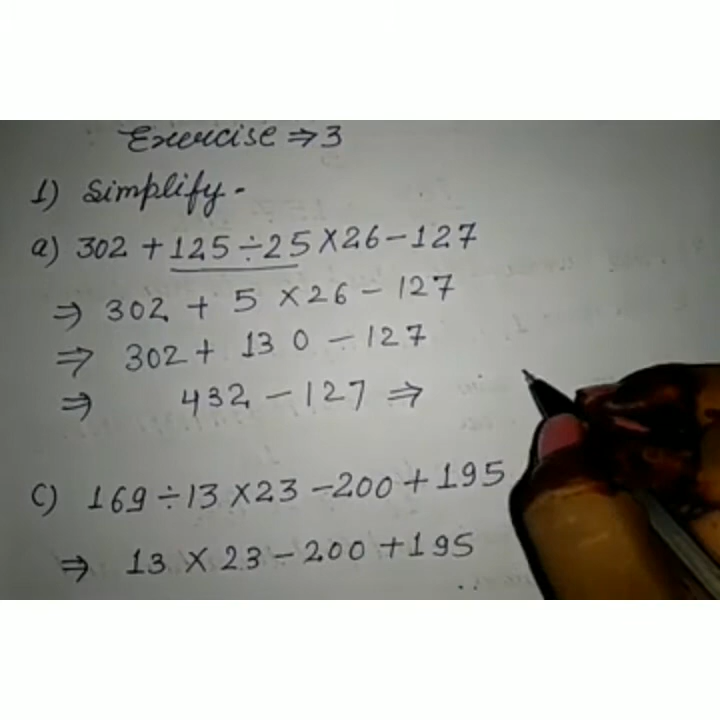 Exercise ⇒ 3
1) Simplify -
a) 302 + 125 ÷ 25 × 26 - 127
⇒ 302 + 5 × 26 - 127
⇒ 302 + 130 - 127
⇒ 432 - 127 ⇒
C) 169 ÷ 13 × 23 - 200 + 195
⇒ 13 × 23 - 200 + 195